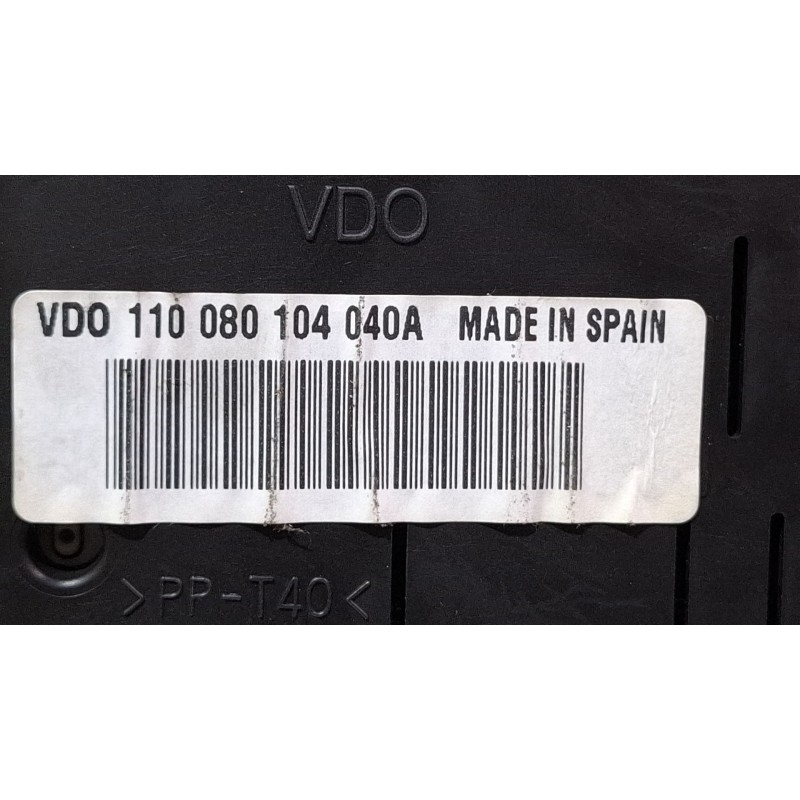 VDO
VDO 110 080 104 040A MADE IN SPAIN
>PP-T40<